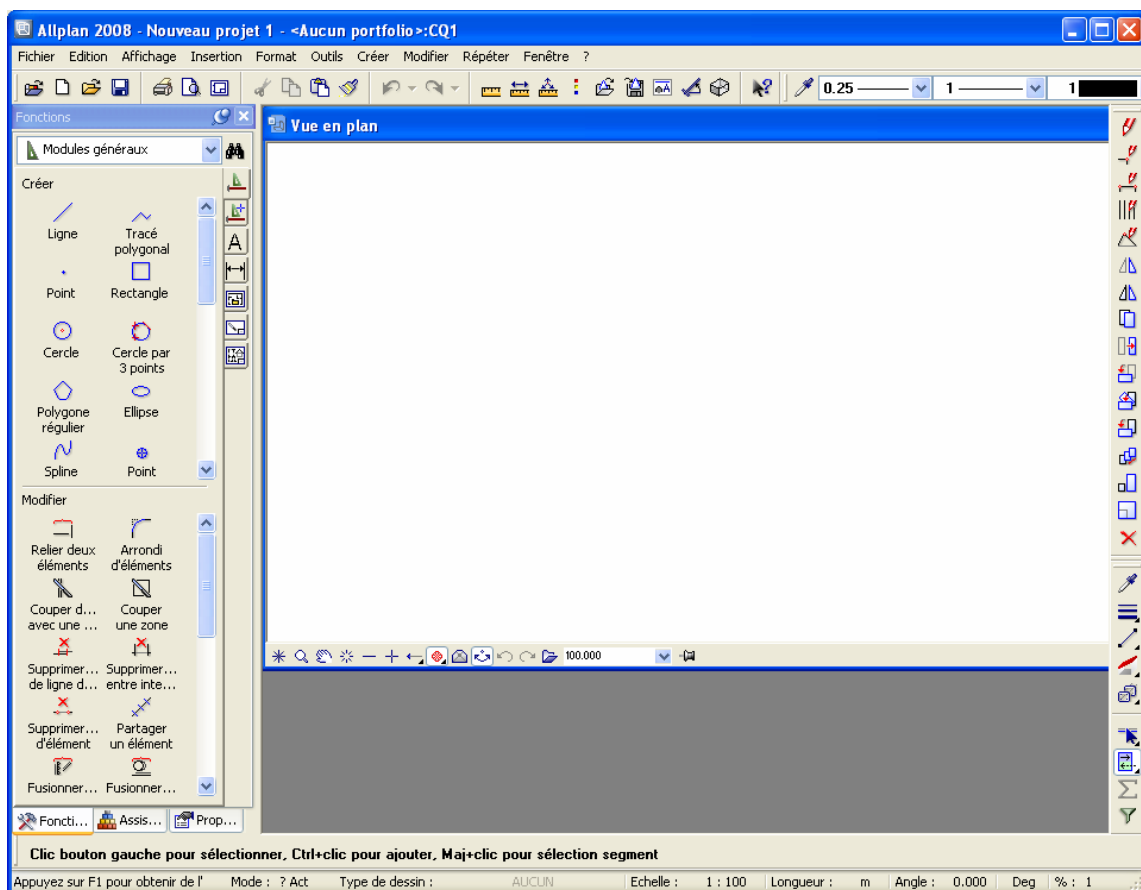 Allplan 2008 - Nouveau projet 1 - <Aucun portfolio>:CQ1
Fichier Edition Affichage Insertion Format Outils Créer Modifier Répéter Fenêtre ?
0.25 1 1
Fonctions
Vue en plan
Modules généraux
Créer
Ligne Tracé
polygonal
Point Rectangle
Cercle Cercle par
3 points
Polygone Ellipse
régulier
Spline Point
Modifier
Relier deux Arrondi
éléments d'éléments
Couper d... Couper
avec une ... une zone
Supprimer... Supprimer...
de ligne d... entre inte...
Supprimer... Partager
d'élément un élément
Fusionner... Fusionner...
100.000
Foncti... Assis... Prop...
Clic bouton gauche pour sélectionner, Ctrl+clic pour ajouter, Maj+clic pour sélection segment
Appuyez sur F1 pour obtenir de l' Mode : ? Act Type de dessin : AUCUN Echelle : 1 : 100 Longueur : m Angle : 0.000 Deg % : 1